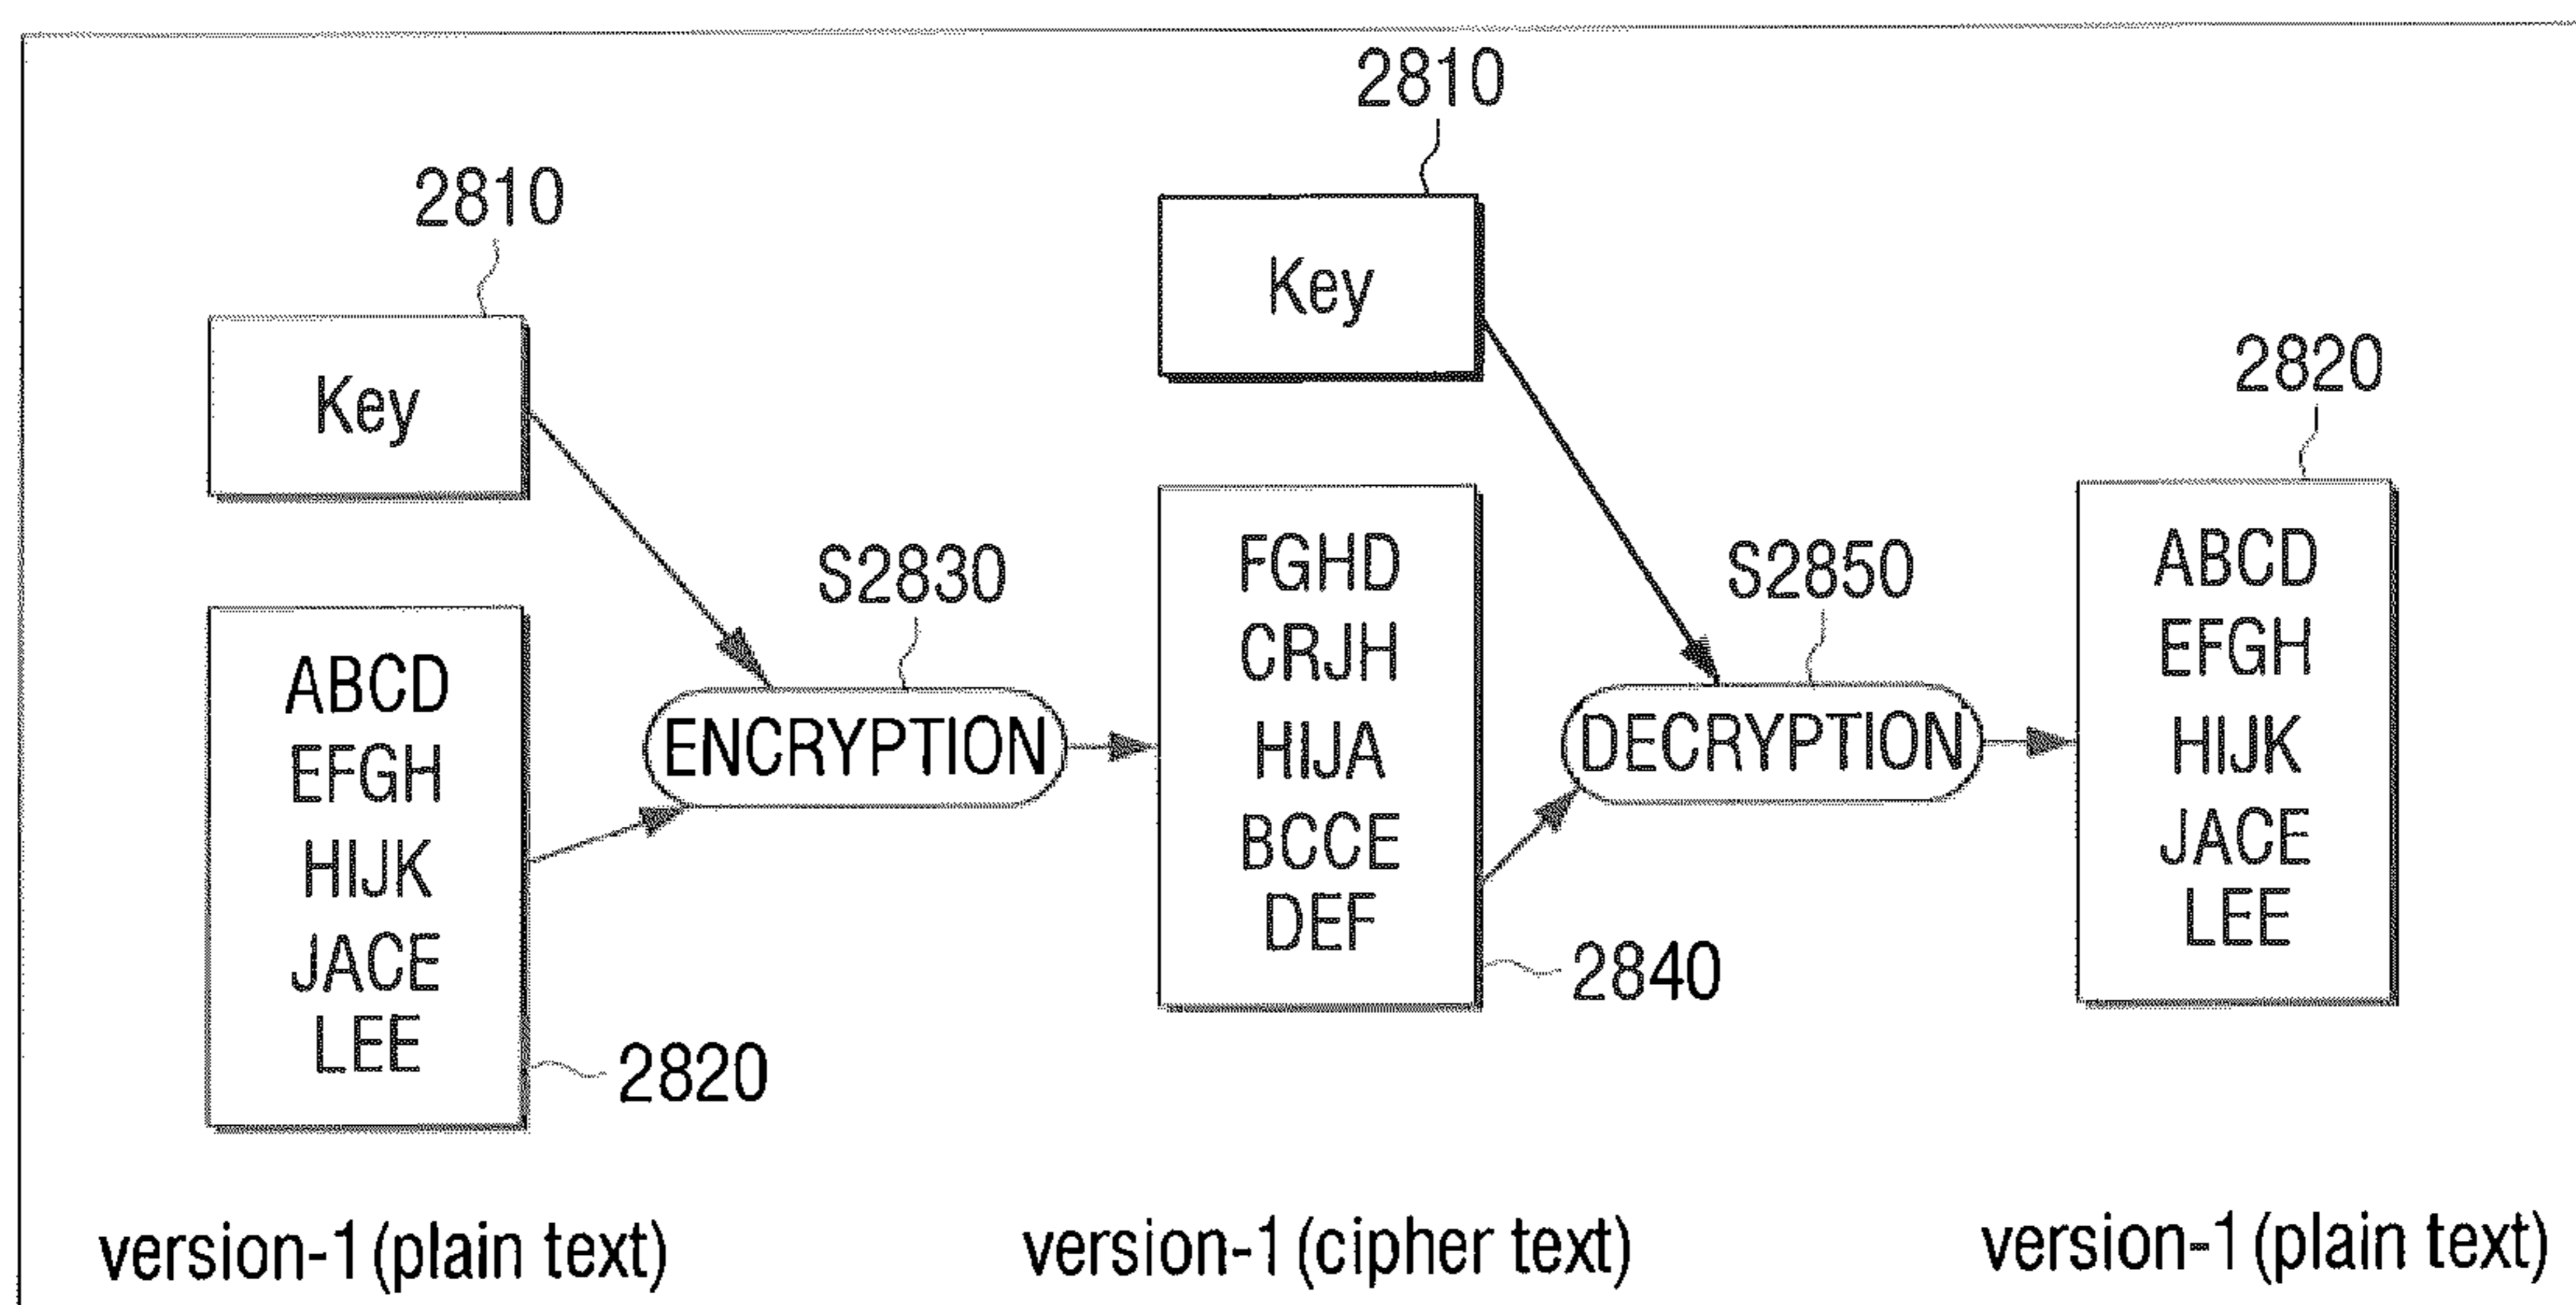 2810
Key
ABCD
EFGH
HIJK
JACE
LEE
2820
S2830
ENCRYPTION
2810
Key
FGHD
CRJH
HIJA
BCCE
DEF
2840
S2850
DECRYPTION
2820
ABCD
EFGH
HIJK
JACE
LEE
version-1 (plain text)
version-1 (cipher text)
version-1 (plain text)